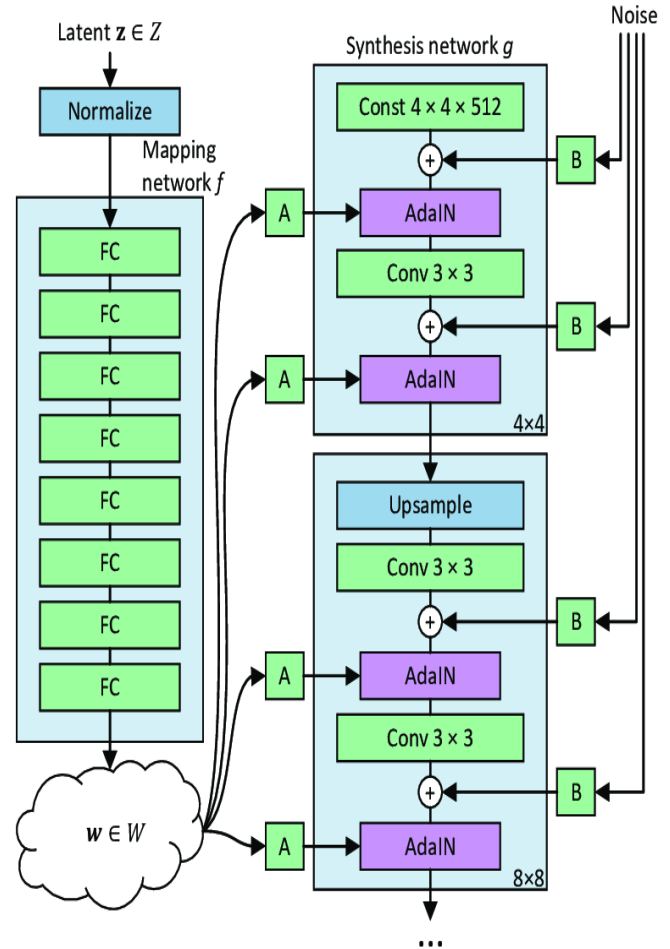 Latent z ∈ Z
Normalize
Mapping
network f
FC
FC
FC
FC
FC
FC
FC
FC
w ∈ W
A
A
A
A
Synthesis network g
Const 4 × 4 × 512
+
AdaIN
Conv 3 × 3
+
AdaIN
4×4
Upsample
Conv 3 × 3
+
AdaIN
Conv 3 × 3
+
AdaIN
8×8
...
Noise
B
B
B
B